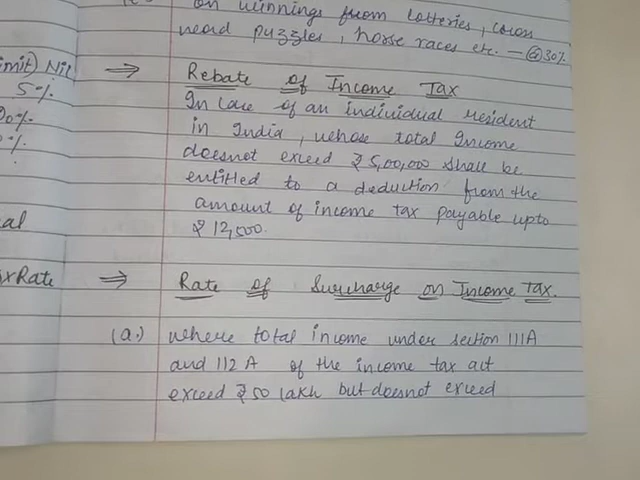 on winnings from lotteries, cross
word puzzles, horse races etc. — @30%
imit) Nil
5%
⇒ Rebate of Income Tax
In case of an individual resident
in India, whose total Income
doesnot exceed ₹5,00,000 shall be
entitled to a deduction from the
amount of income tax payable upto
₹12,500.
al
xRate
⇒ Rate of Surcharge on Income Tax.
(a.) where total income under section 111A
and 112A of the income tax act
exceed ₹50 lakh but doesnot exceed